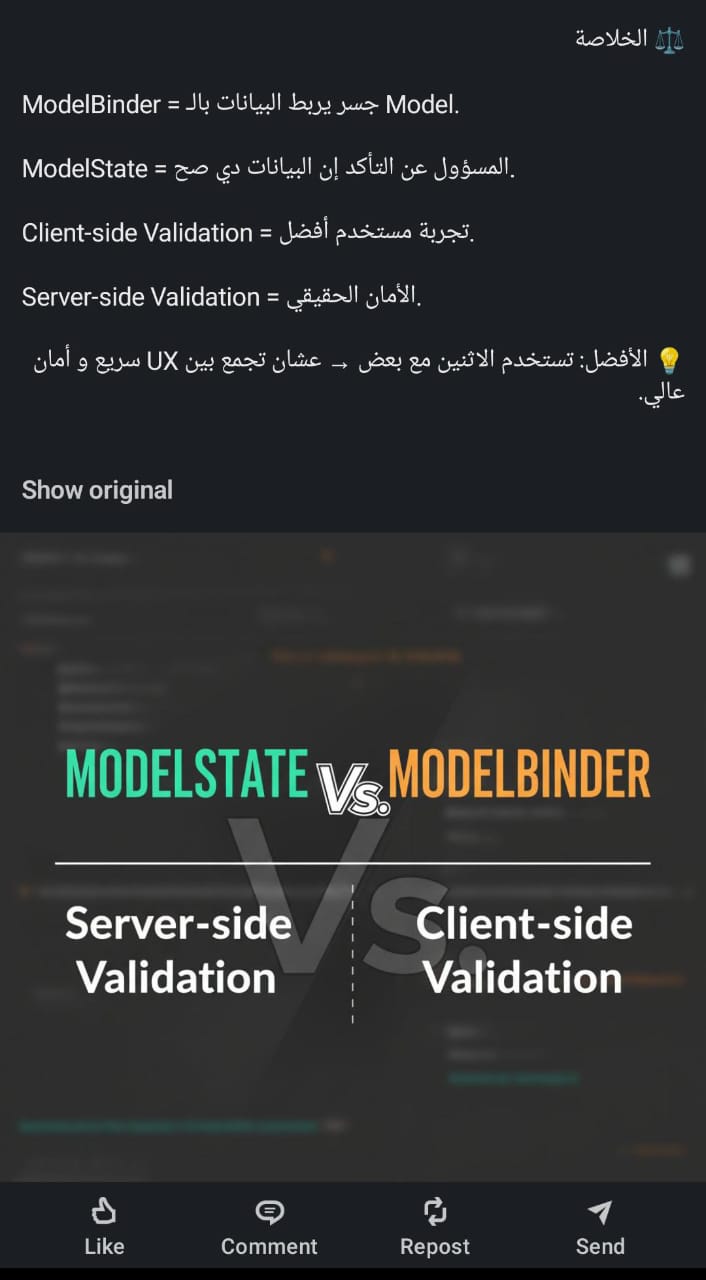 ⚖️ الخلاصة
ModelBinder = جسر يربط البيانات بالـ Model.
ModelState = المسؤول عن التأكد إن البيانات دي صح.
Client-side Validation = تجربة مستخدم أفضل.
Server-side Validation = الأمان الحقيقي.
💡 الأفضل: تستخدم الاثنين مع بعض → عشان تجمع بين UX سريع و أمان
عالي.
Show original
MODELSTATE Vs. MODELBINDER
Vs.
Server-side Client-side
Validation Validation
Like Comment Repost Send